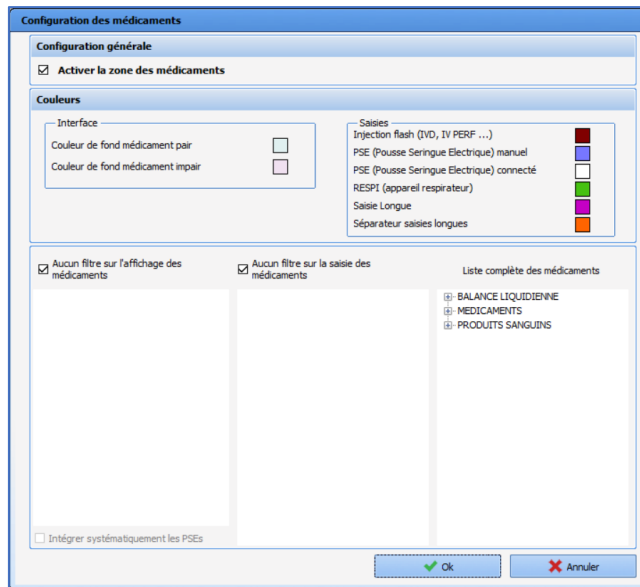 Configuration des médicaments
Configuration générale
Activer la zone des médicaments
Couleurs
Interface
Couleur de fond médicament pair
Couleur de fond médicament impair
Saisies
Injection flash (IVD, IV PERF ...)
PSE (Pousse Seringue Electrique) manuel
PSE (Pousse Seringue Electrique) connecté
RESPI (appareil respirateur)
Saisie Longue
Séparateur saisies longues
Aucun filtre sur l'affichage des
médicaments
Aucun filtre sur la saisie des
médicaments
Liste complète des médicaments
BALANCE LIQUIDIENNE
MEDICAMENTS
PRODUITS SANGUINS
Intégrer systématiquement les PSEs
Ok
Annuler